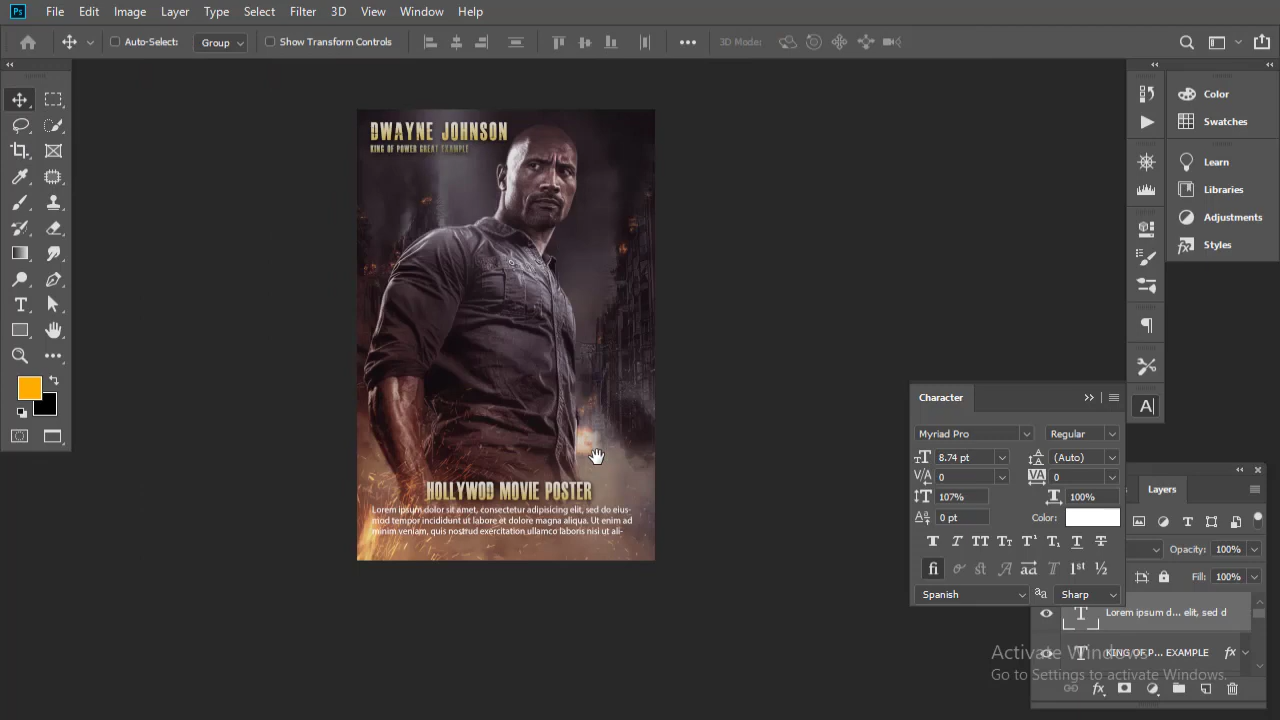 Ps File Edit Image Layer Type Select Filter 3D View Window Help
Auto-Select: Group Show Transform Controls 3D Mode:
Color
Swatches
Learn
Libraries
Adjustments
Styles
DWAYNE JOHNSON
KING OF POWER GREAT EXAMPLE
HOLLYWOD MOVIE POSTER
Lorem ipsum dolor sit amet, consectetur adipisicing elit, sed do eius-
mod tempor incididunt ut labore et dolore magna aliqua. Ut enim ad
minim veniam, quis nostrud exercitation ullamco laboris nisi ut ali-
Character
Myriad Pro Regular
8.74 pt (Auto)
0 0
107% 100%
0 pt Color:
Spanish Sharp
Layers
Opacity: 100%
Fill: 100%
Lorem ipsum d... elit, sed d
KING OF P... EXAMPLE fx
Activate Windows
Go to Settings to activate Windows.